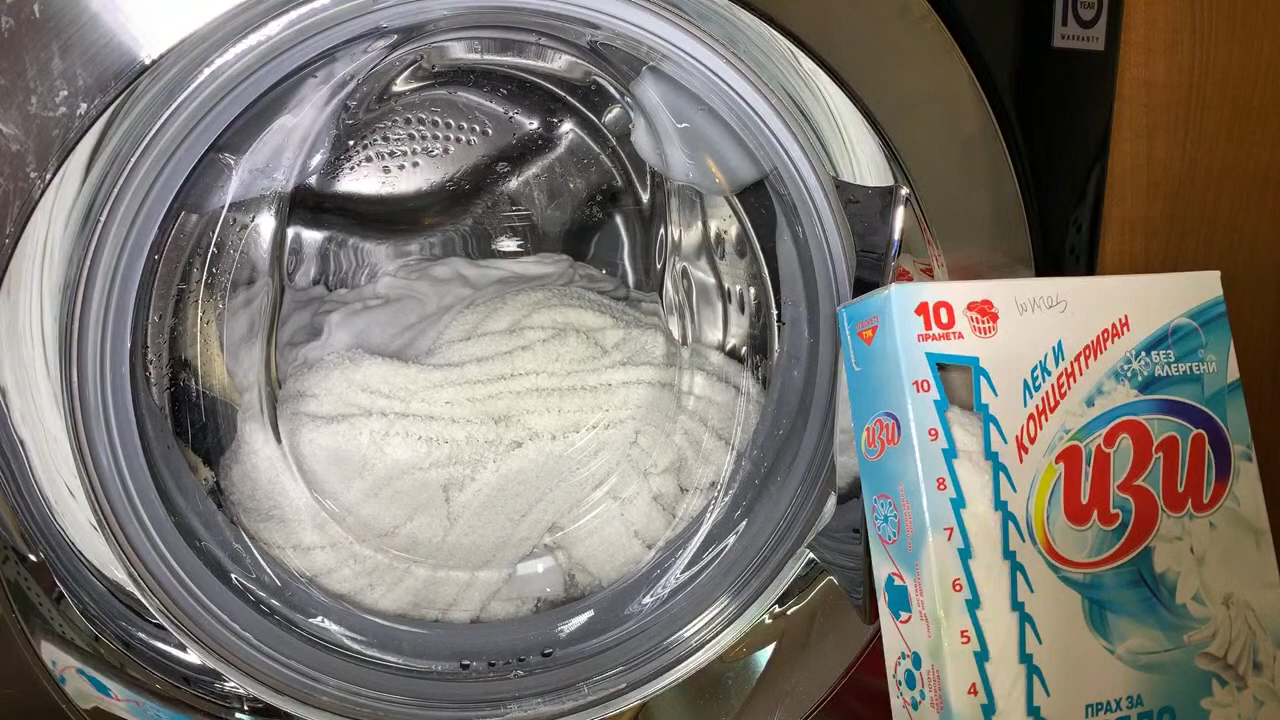 10
YEAR
WARRANTY
10
ПРАНЕТА
whites
ЛЕК И
КОНЦЕНТРИРАН
БЕЗ
АЛЕРГЕНИ
ИЗИ
ИЗИ
10
9
8
7
6
5
4
ПРАХ ЗА